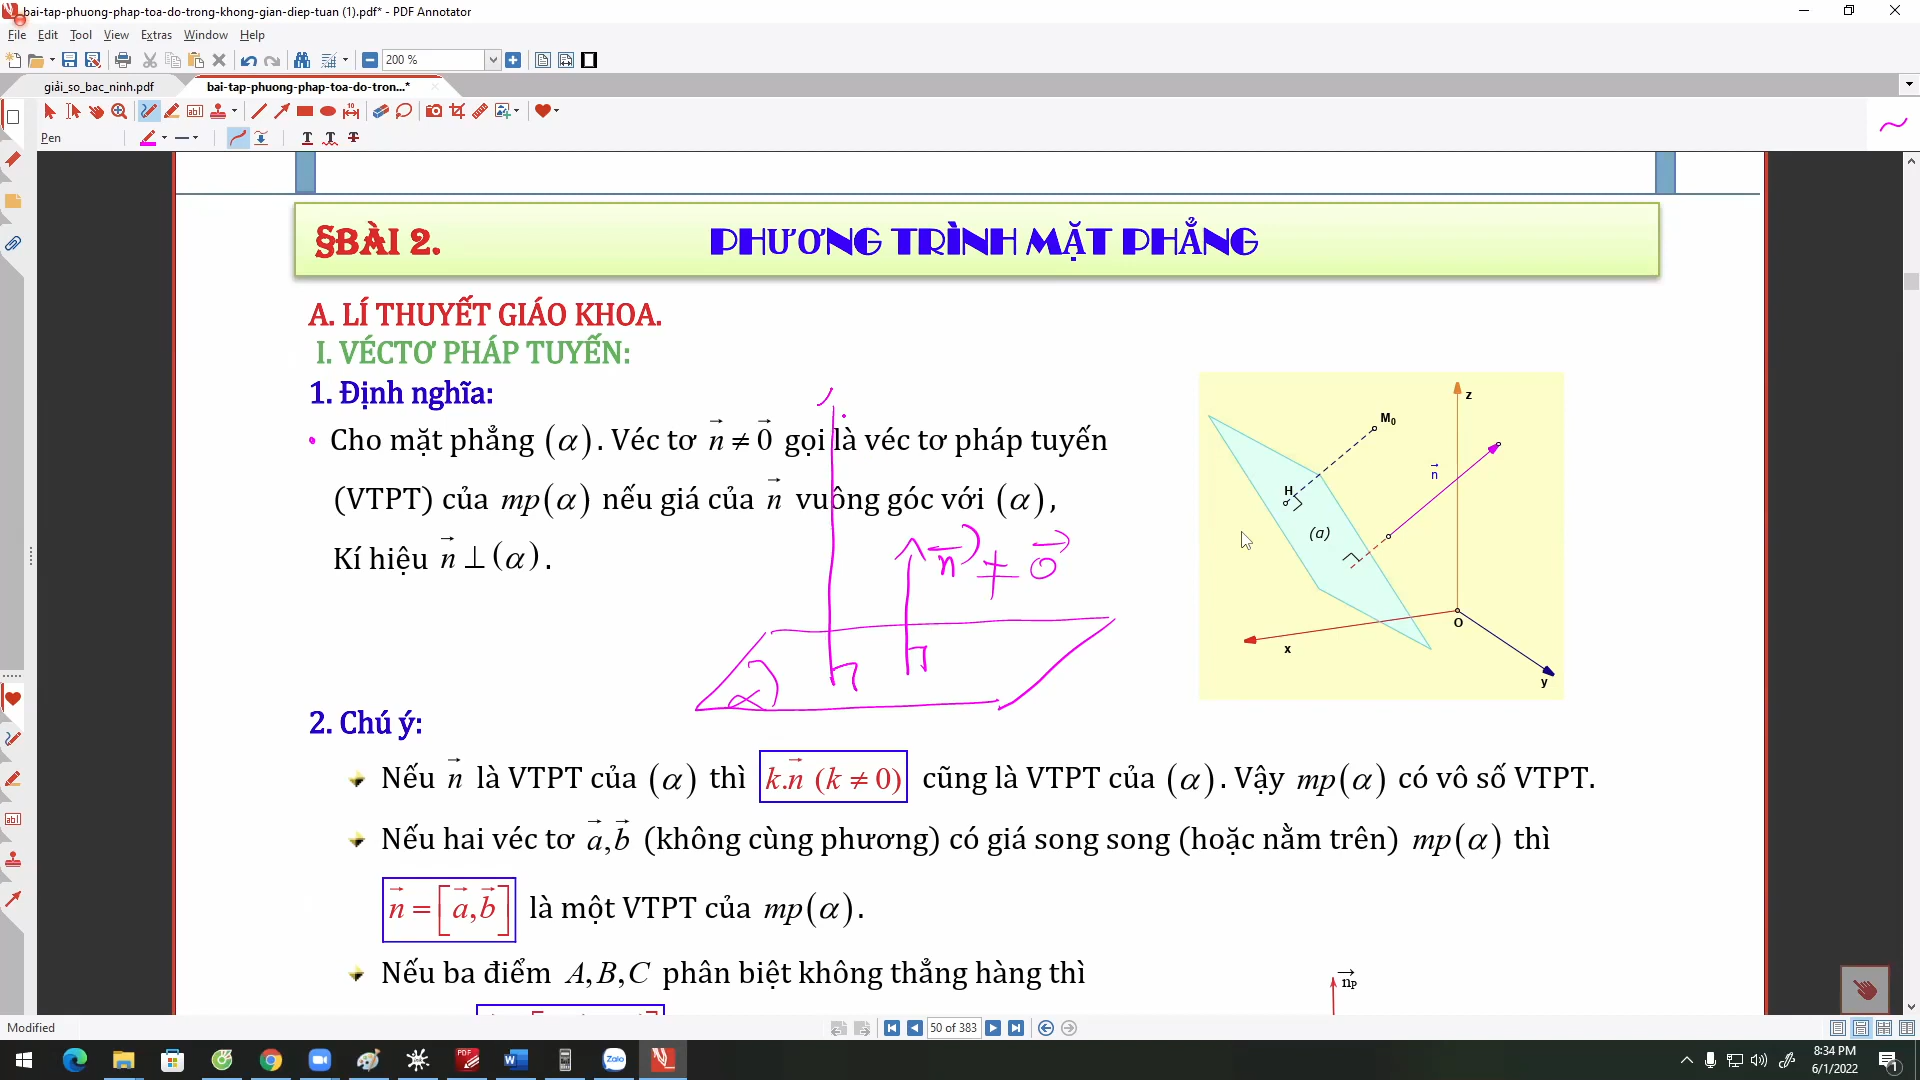 bai-tap-phuong-phap-toa-do-trong-khong-gian-diep-tuan (1).pdf* - PDF Annotator
File Edit Tool View Extras Window Help
200 %
giải_so_bac_ninh.pdf
bai-tap-phuong-phap-toa-do-tron...*
Pen
§BÀI 2. PHƯƠNG TRÌNH MẶT PHẲNG
A. LÍ THUYẾT GIÁO KHOA.
I. VÉCTƠ PHÁP TUYẾN:
1. Định nghĩa:
• Cho mặt phẳng (α). Véc tơ n⃗ ≠ 0⃗ gọi là véc tơ pháp tuyến
(VTPT) của mp(α) nếu giá của n⃗ vuông góc với (α),
Kí hiệu n⃗ ⊥ (α).
n⃗ ≠ 0⃗
α
z
M₀
n⃗
H
(α)
O
x
y
2. Chú ý:
Nếu n⃗ là VTPT của (α) thì k.n⃗ (k ≠ 0) cũng là VTPT của (α). Vậy mp(α) có vô số VTPT.
Nếu hai véc tơ a⃗,b⃗ (không cùng phương) có giá song song (hoặc nằm trên) mp(α) thì
n⃗ = [a⃗,b⃗] là một VTPT của mp(α).
Nếu ba điểm A,B,C phân biệt không thẳng hàng thì
n⃗ₚ
Modified
50 of 383
8:34 PM
6/1/2022